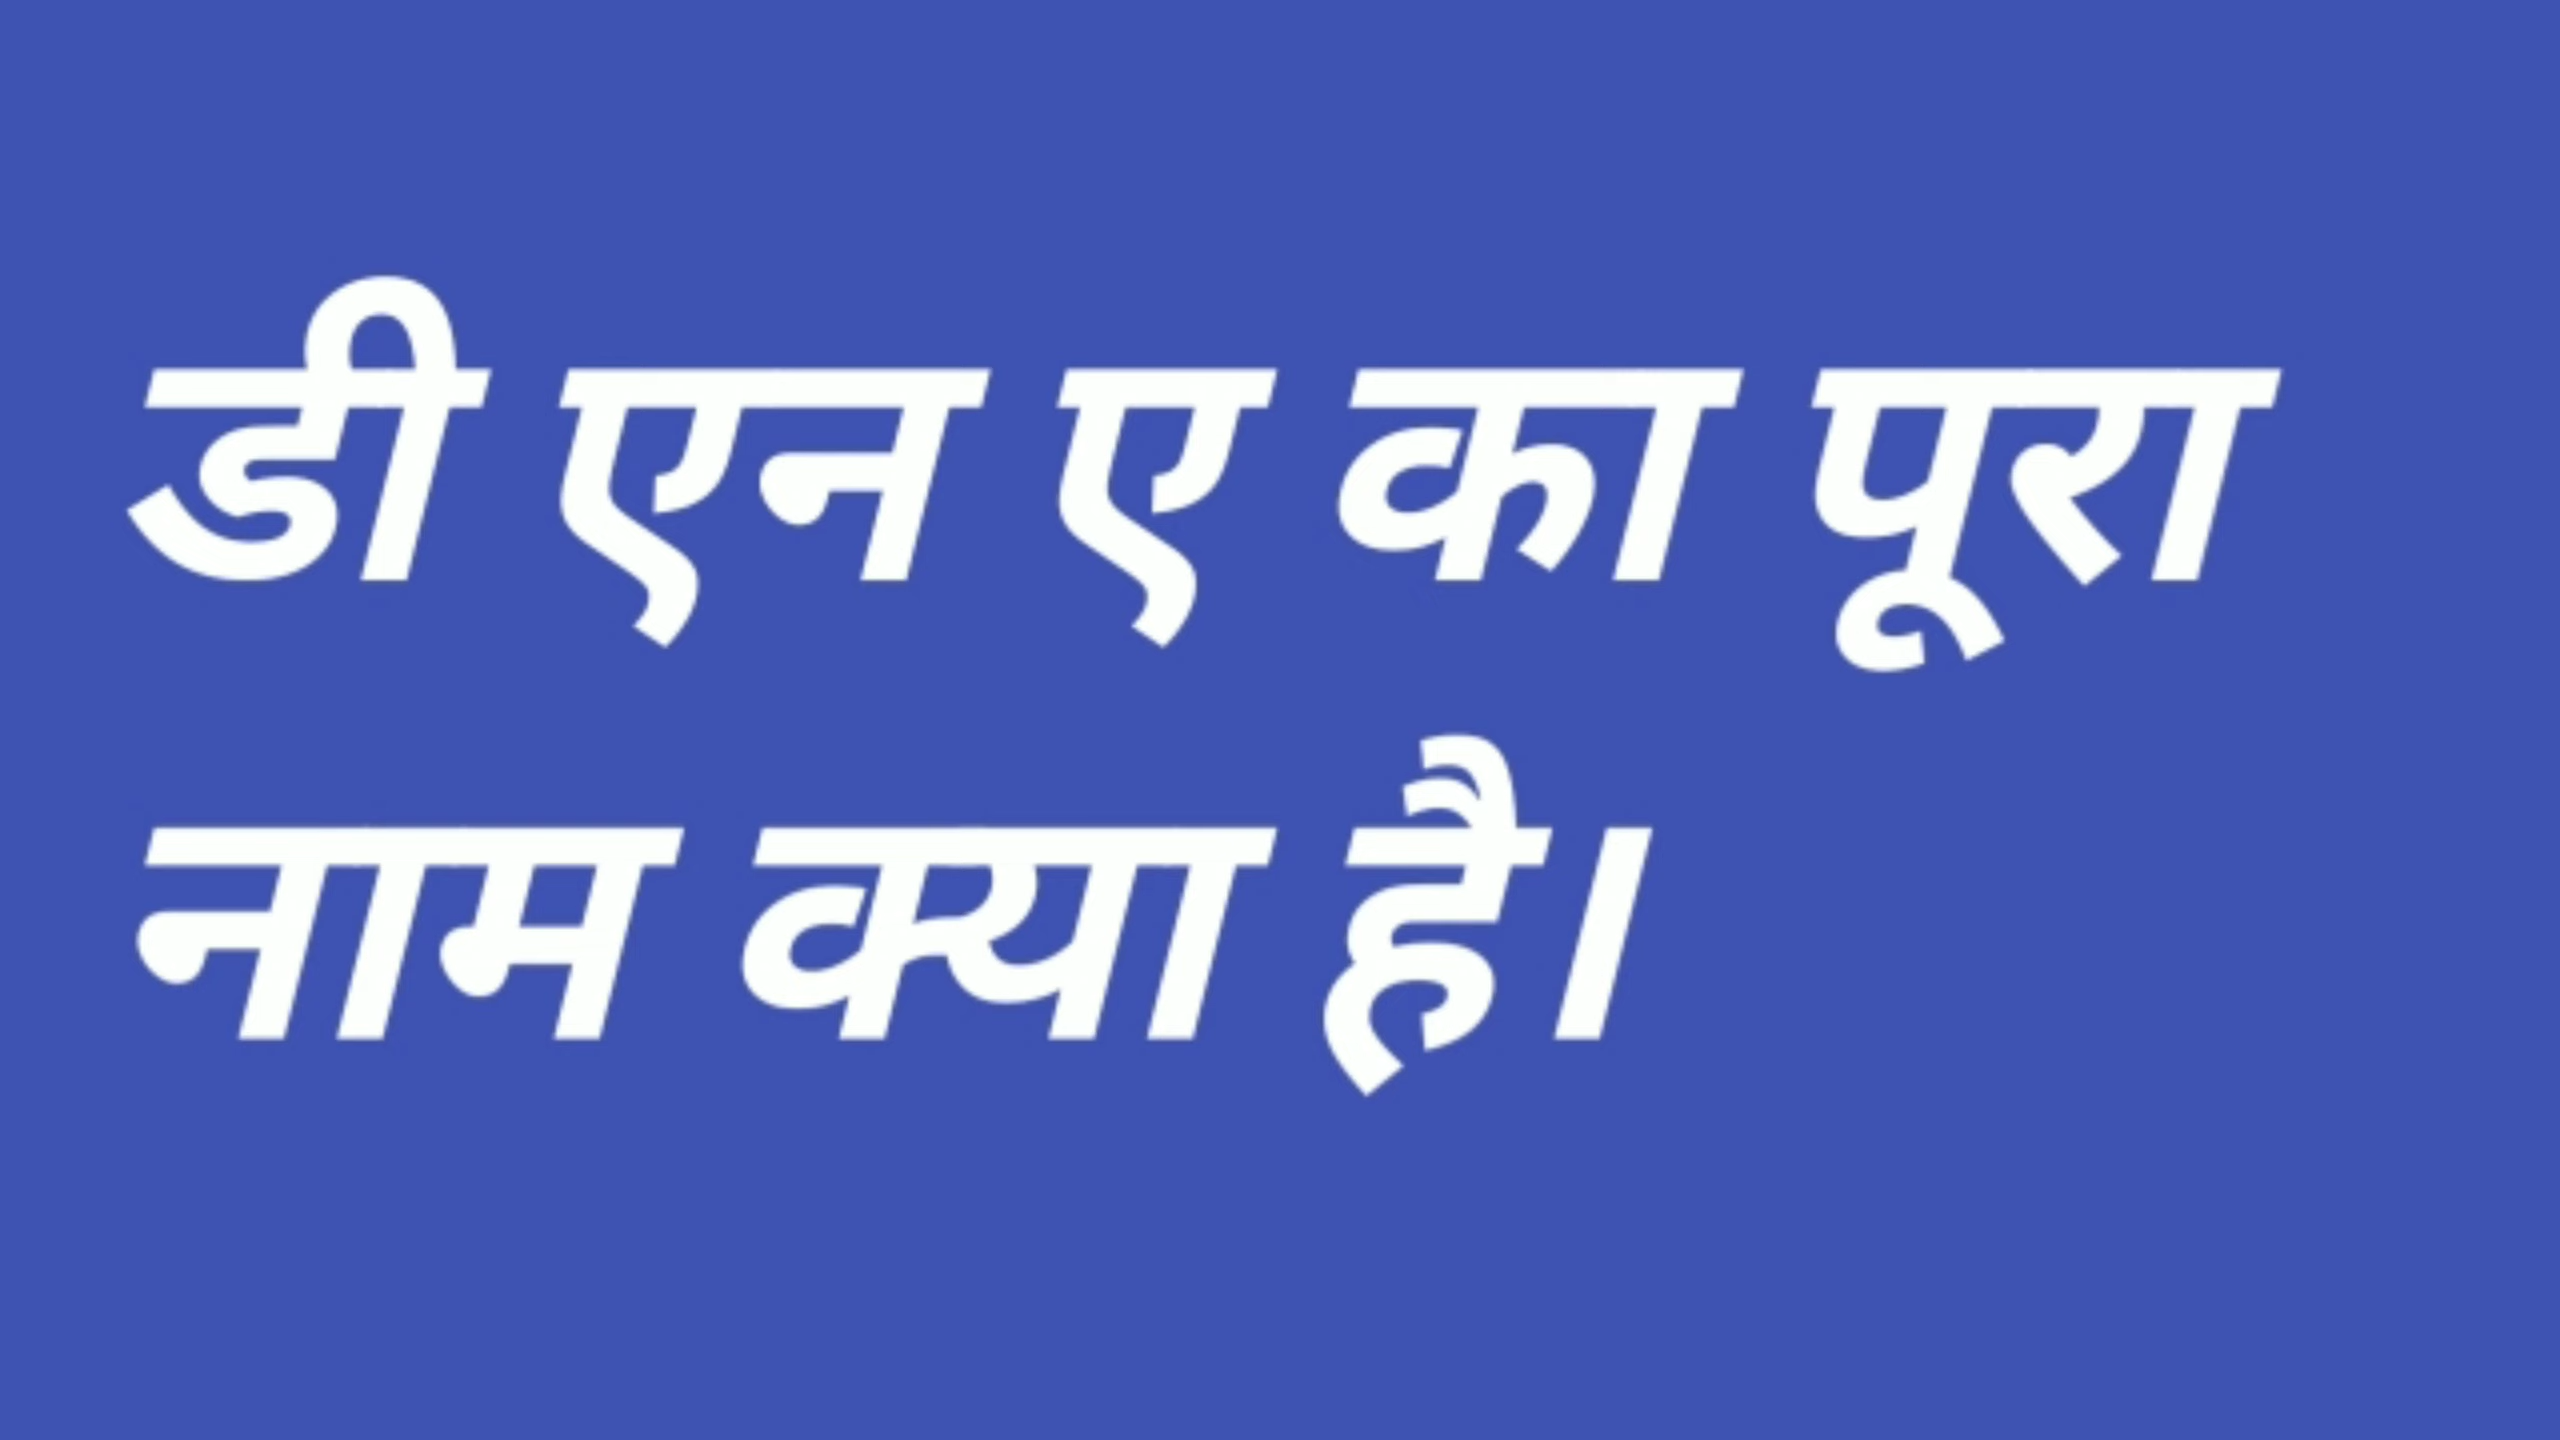 डी एन ए का पूरा
नाम क्या है।